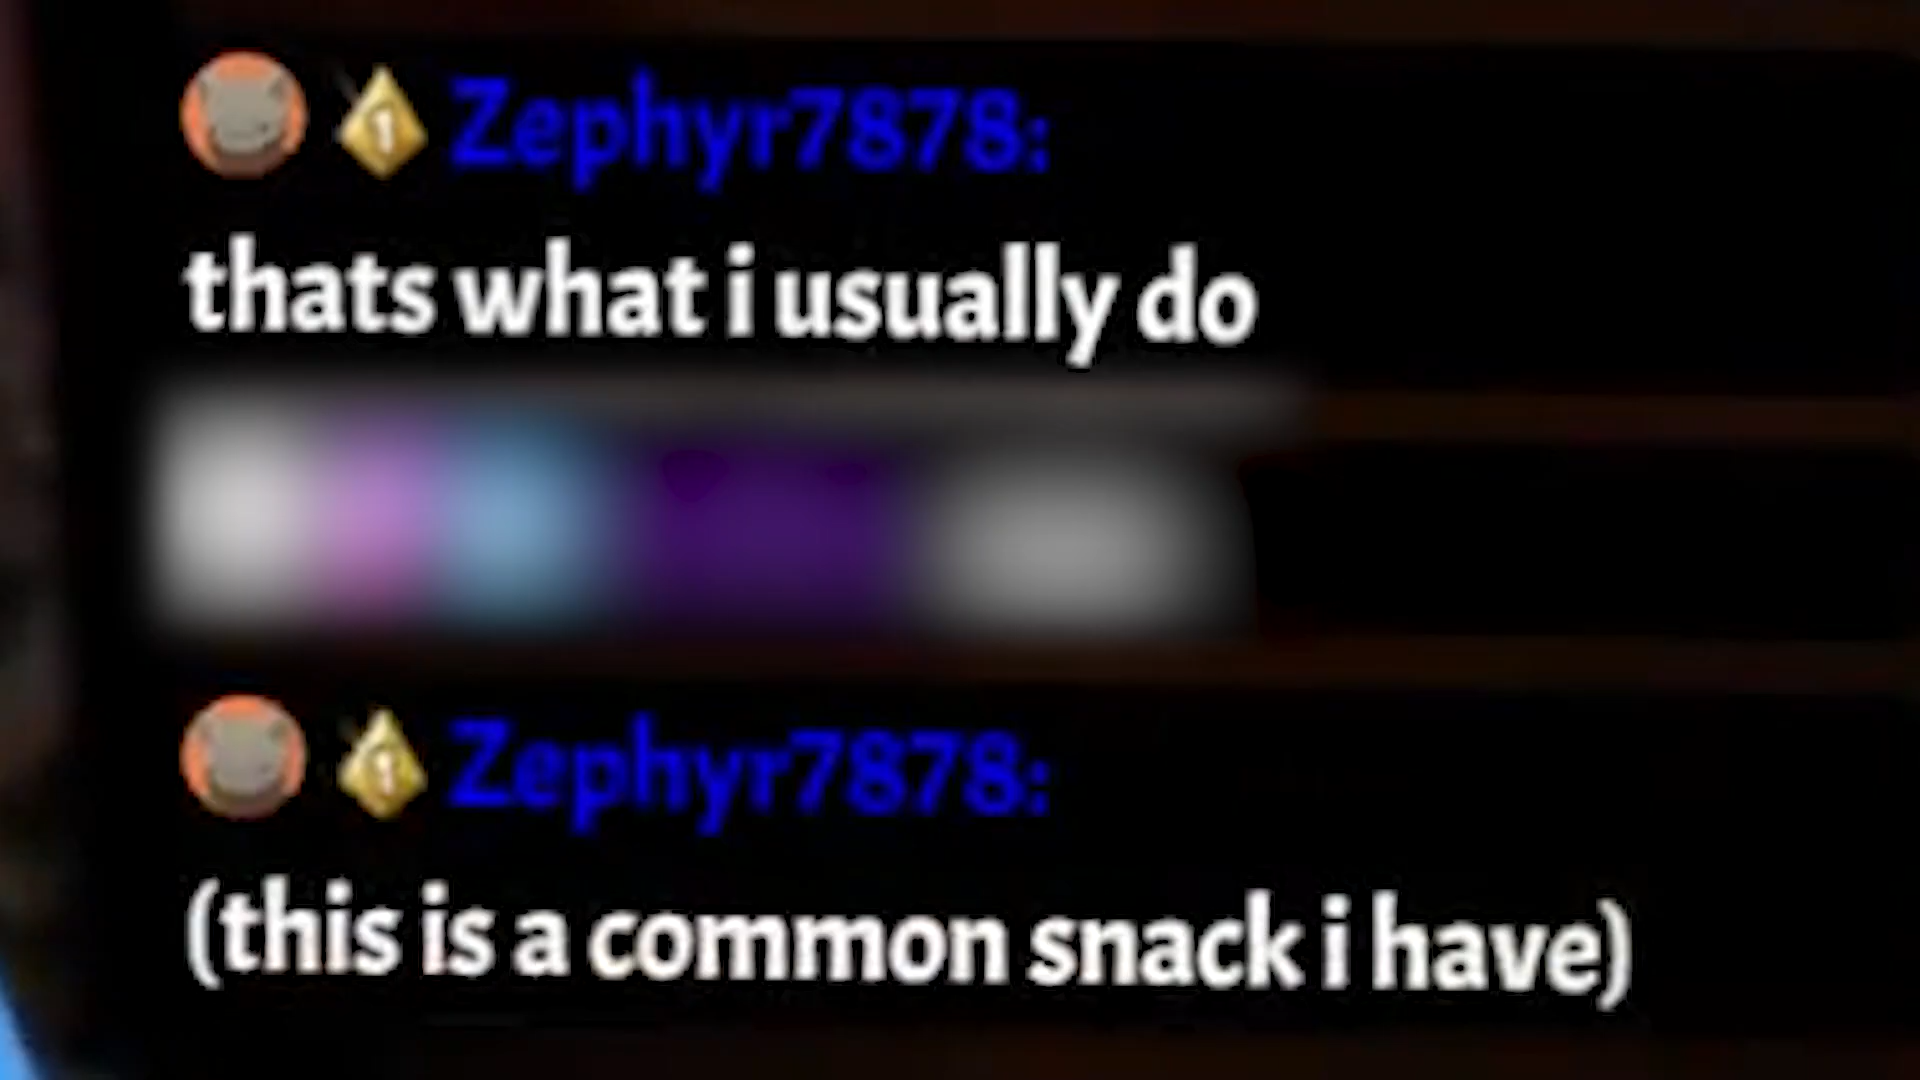 Zephyr7878:
thats what i usually do
Zephyr7878:
(this is a common snack i have)